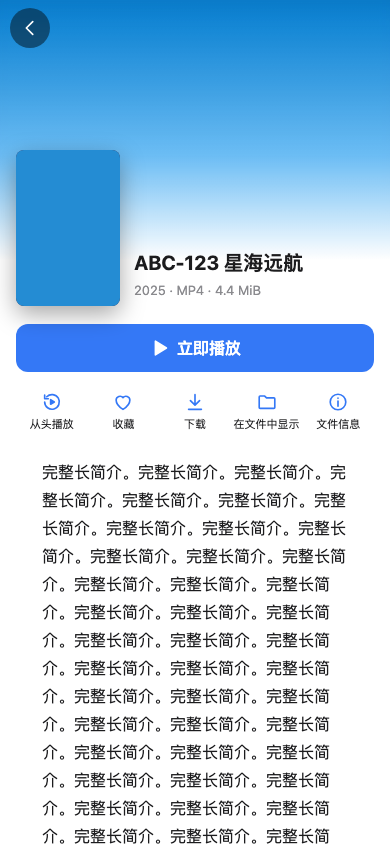 ABC-123 星海远航
2025 · MP4 · 4.4 MiB
立即播放
从头播放 收藏 下载 在文件中显示 文件信息
完整长简介。完整长简介。完整长简介。完
整长简介。完整长简介。完整长简介。完整
长简介。完整长简介。完整长简介。完整长
简介。完整长简介。完整长简介。完整长简
介。完整长简介。完整长简介。完整长简
介。完整长简介。完整长简介。完整长简
介。完整长简介。完整长简介。完整长简
介。完整长简介。完整长简介。完整长简
介。完整长简介。完整长简介。完整长简
介。完整长简介。完整长简介。完整长简
介。完整长简介。完整长简介。完整长简
介。完整长简介。完整长简介。完整长简
介。完整长简介。完整长简介。完整长简
介。完整长简介。完整长简介。完整长简